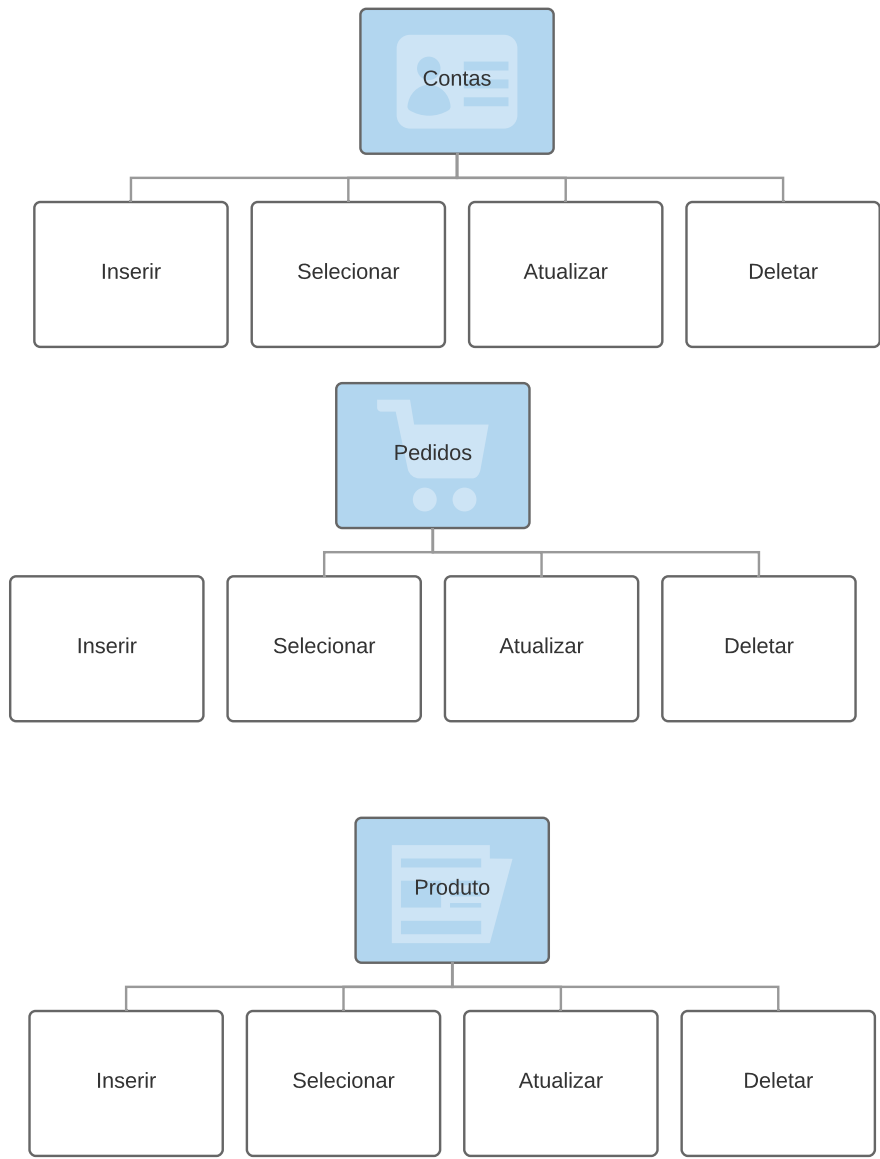 Contas
Inserir
Selecionar
Atualizar
Deletar
Pedidos
Inserir
Selecionar
Atualizar
Deletar
Produto
Inserir
Selecionar
Atualizar
Deletar